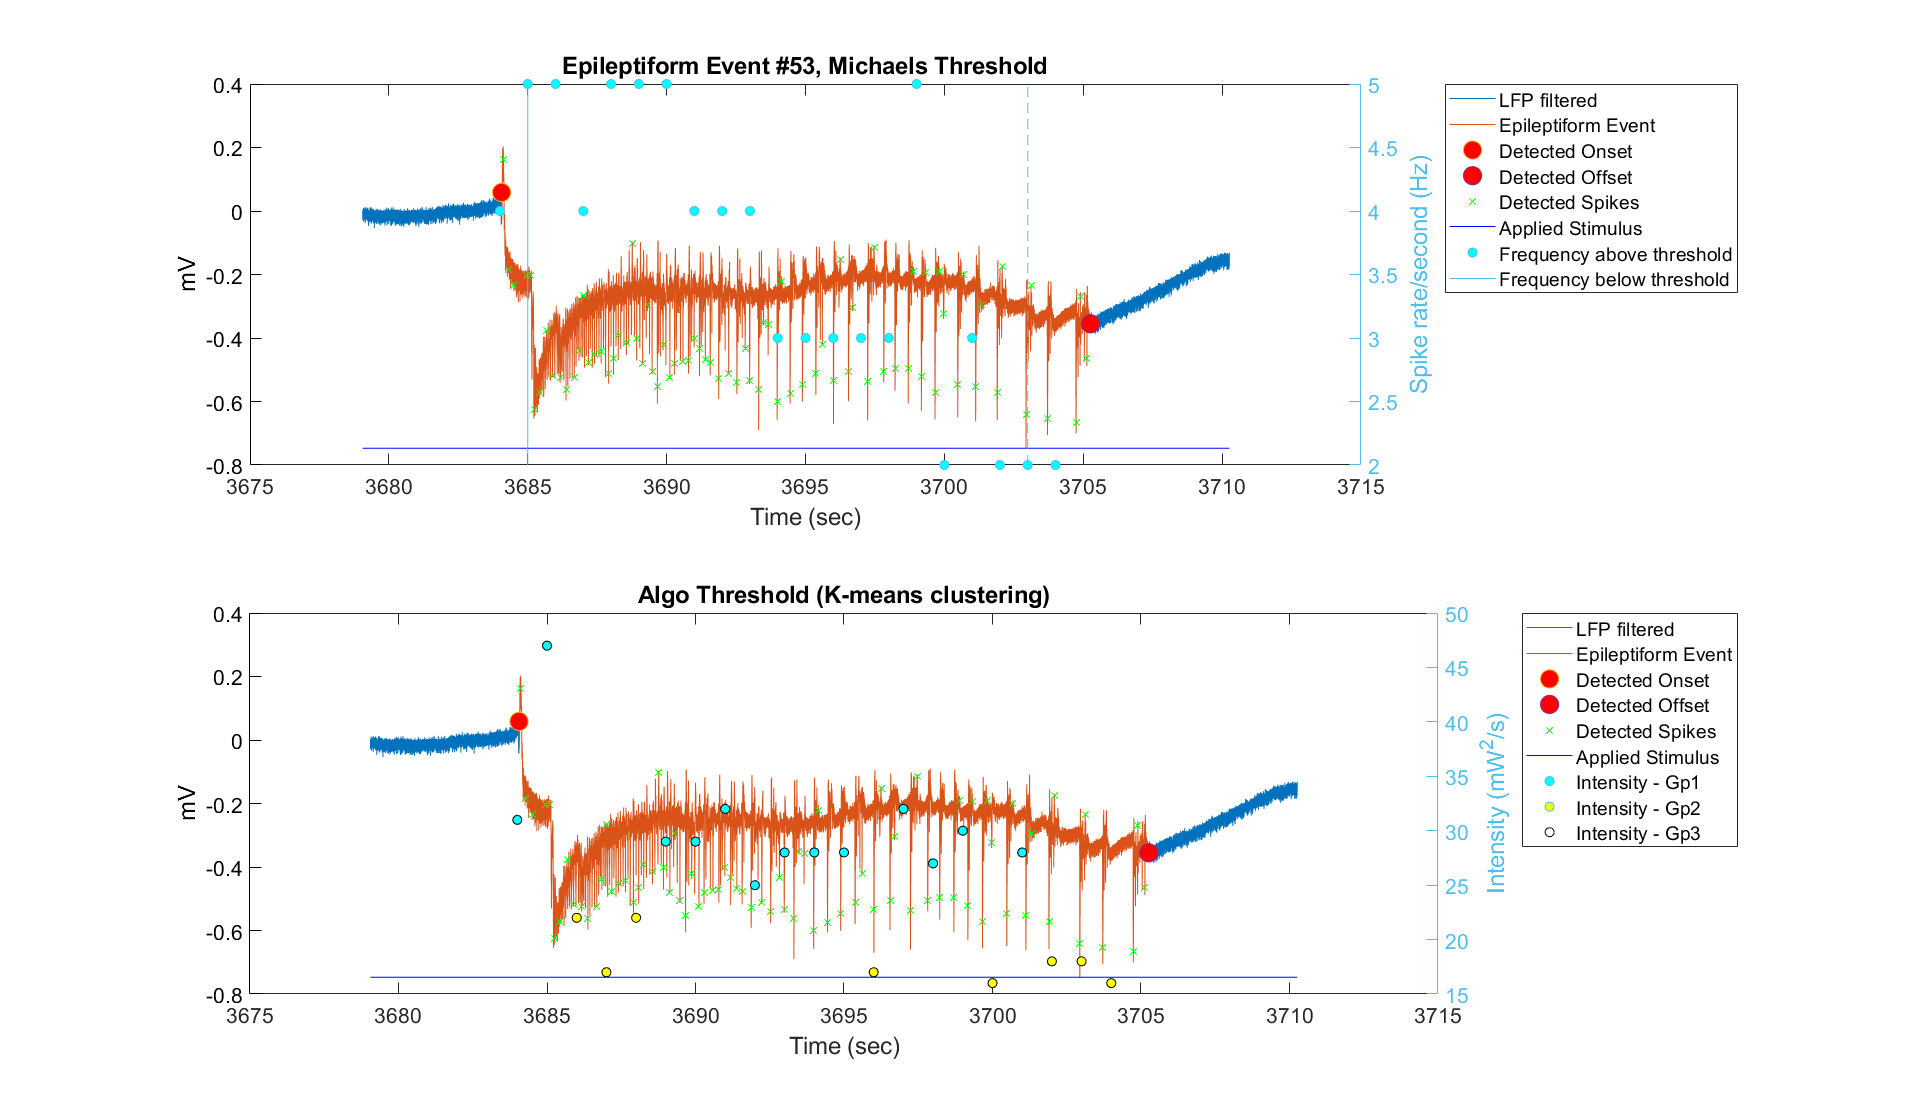 Epileptiform Event #53, Michaels Threshold
0.4
0.2
0
-0.2
-0.4
-0.6
-0.8
mV
3675
3680
3685
3690
3695
3700
3705
3710
3715
Time (sec)
5
4.5
4
3.5
3
2.5
2
Spike rate/second (Hz)
LFP filtered
Epileptiform Event
Detected Onset
Detected Offset
Detected Spikes
Applied Stimulus
Frequency above threshold
Frequency below threshold
Algo Threshold (K-means clustering)
0.4
0.2
0
-0.2
-0.4
-0.6
-0.8
mV
3675
3680
3685
3690
3695
3700
3705
3710
3715
Time (sec)
50
45
40
35
30
25
20
15
Intensity (mW²/s)
LFP filtered
Epileptiform Event
Detected Onset
Detected Offset
Detected Spikes
Applied Stimulus
Intensity - Gp1
Intensity - Gp2
Intensity - Gp3